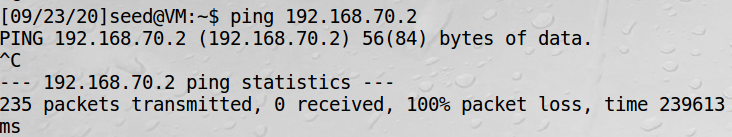 [09/23/20]seed@VM:~$ ping 192.168.70.2
PING 192.168.70.2 (192.168.70.2) 56(84) bytes of data.
^C
--- 192.168.70.2 ping statistics ---
235 packets transmitted, 0 received, 100% packet loss, time 239613
ms